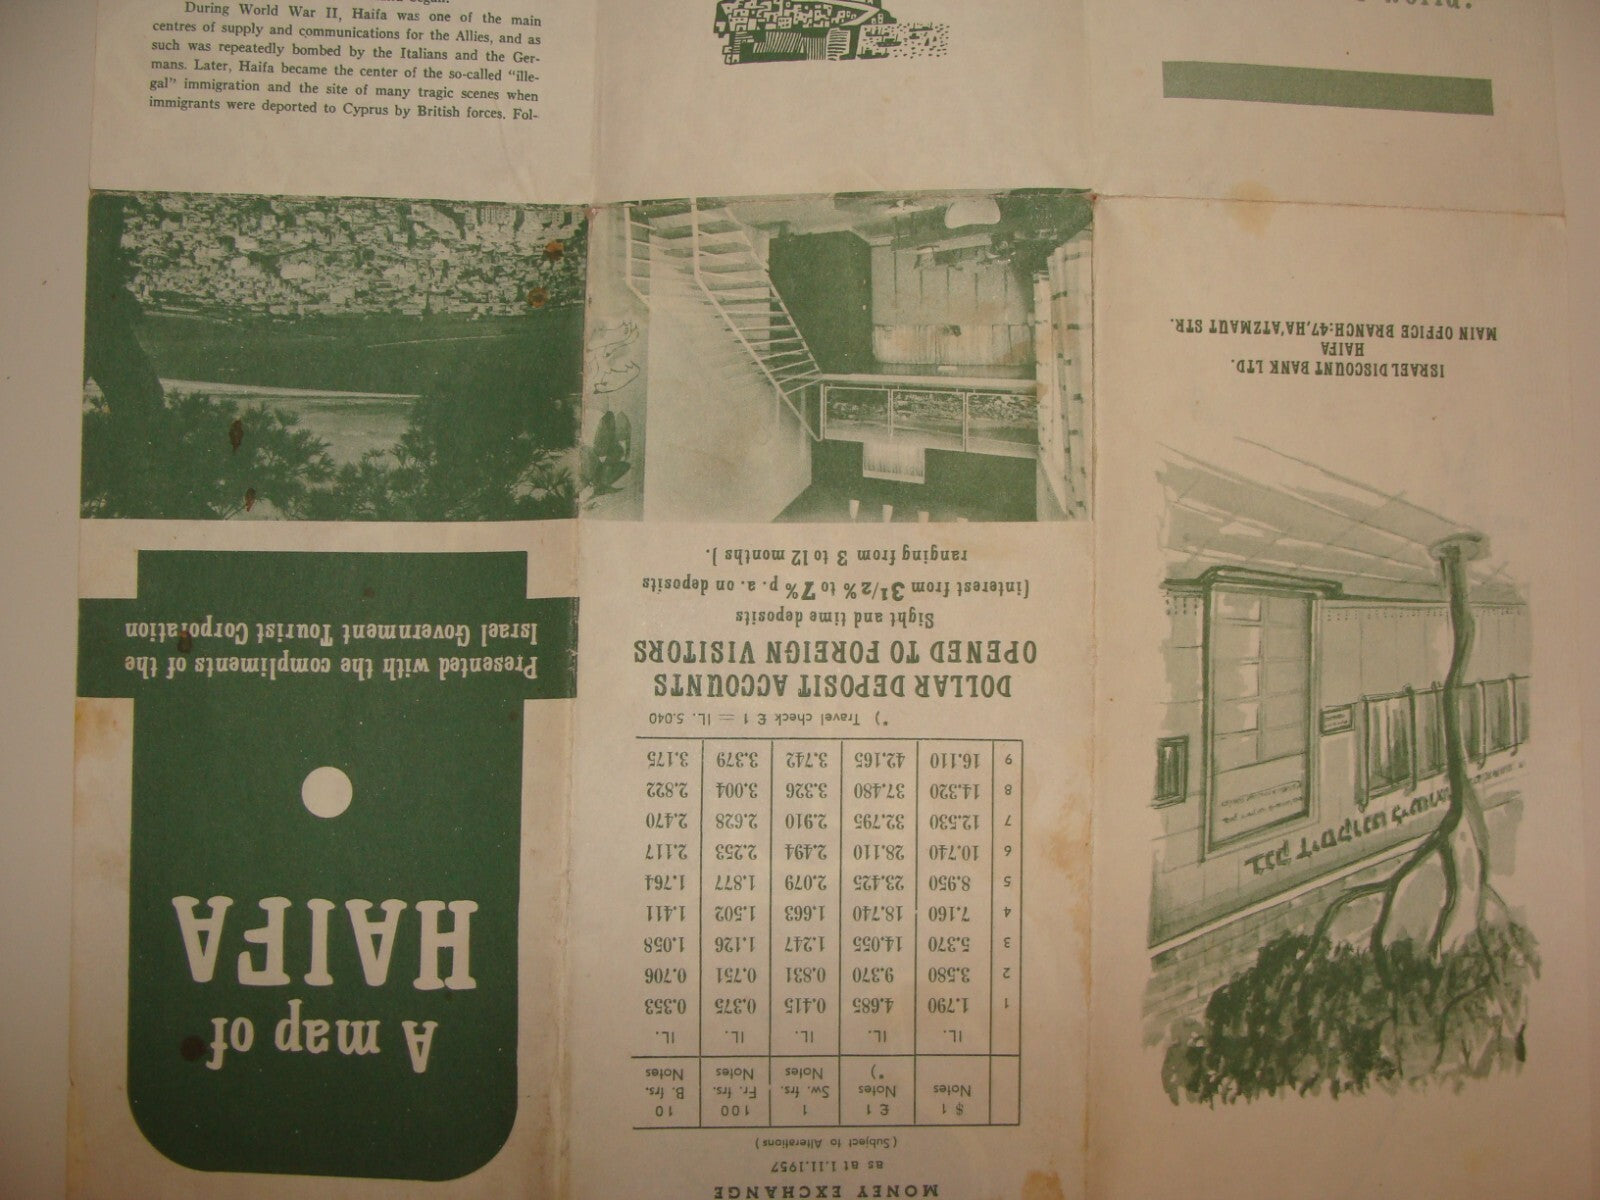 began.
During World War II, Haifa was one of the main
centres of supply and communications for the Allies, and as
such was repeatedly bombed by the Italians and the Ger-
mans. Later, Haifa became the center of the so-called "ille-
gal" immigration and the site of many tragic scenes when
immigrants were deported to Cyprus by British forces. Fol-
world.
בנק דיסקונט
ISRAEL DISCOUNT BANK LTD.
HAIFA
MAIN OFFICE BRANCH:47,HA'ATZMAUT STR.
MONEY EXCHANGE
as at 1.11.1957
(Subject to Alterations)
$ 1 £ 1 1 100 10
Notes Notes Sw. frs. Fr. frs. B. frs.
*) Notes Notes Notes
IL. IL. IL. IL. IL.
1 1.790 4.685 0.415 0.375 0.353
2 3.580 9.370 0.831 0.751 0.706
3 5.370 14.055 1.247 1.126 1.058
4 7.160 18.740 1.663 1.502 1.411
5 8.950 23.425 2.079 1.877 1.764
6 10.740 28.110 2.494 2.253 2.117
7 12.530 32.795 2.910 2.628 2.470
8 14.320 37.480 3.326 3.004 2.822
9 16.110 42.165 3.742 3.379 3.175
*) Travel check £ 1 = IL. 5.040
DOLLAR DEPOSIT ACCOUNTS
OPENED TO FOREIGN VISITORS
Sight and time deposits
(interest from 3½% to 7% p. a. on deposits
ranging from 3 to 12 months).
A map of
HAIFA
Presented with the compliments of the
Israel Government Tourist Corporation